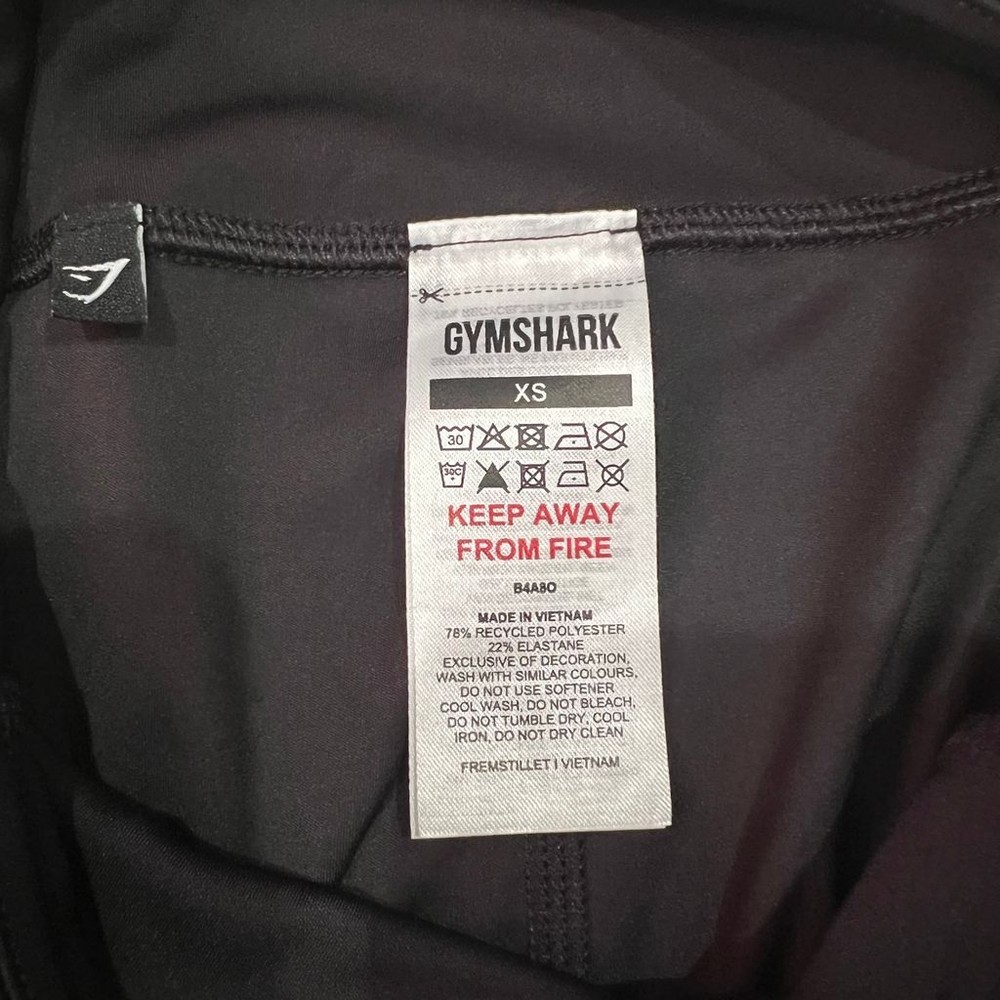 GYMSHARK
XS
30
30C
KEEP AWAY
FROM FIRE
B4A8O
MADE IN VIETNAM
78% RECYCLED POLYESTER
22% ELASTANE
EXCLUSIVE OF DECORATION,
WASH WITH SIMILAR COLOURS,
DO NOT USE SOFTENER
COOL WASH, DO NOT BLEACH,
DO NOT TUMBLE DRY, COOL
IRON, DO NOT DRY CLEAN
FREMSTILLET I VIETNAM